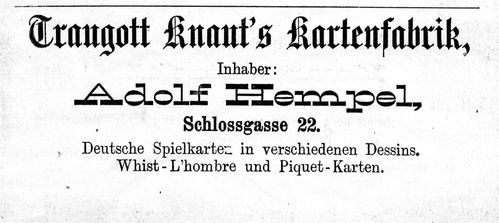 Traugott Knaut's Kartenfabrik,
Inhaber:
Adolf Hempel,
Schlossgasse 22.
Deutsche Spielkarten in verschiedenen Dessins.
Whist-L'hombre und Piquet-Karten.